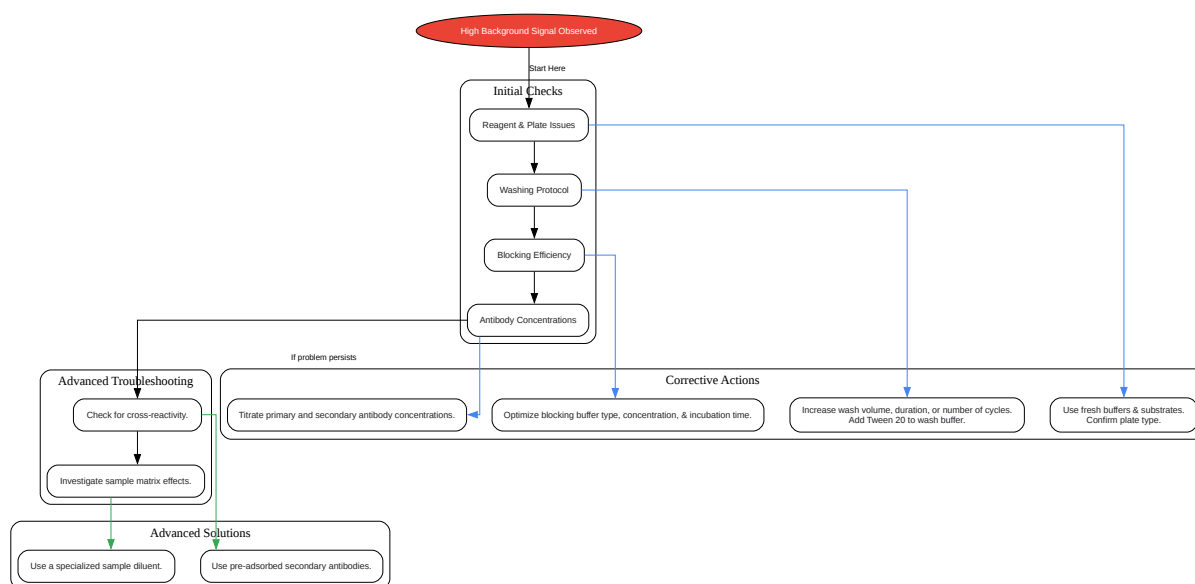 High Background Signal Observed
Start Here
Initial Checks
Reagent & Plate Issues
Washing Protocol
Blocking Efficiency
Antibody Concentrations
If problem persists
Advanced Troubleshooting
Check for cross-reactivity.
Investigate sample matrix effects.
Corrective Actions
Titrate primary and secondary antibody concentrations.
Optimize blocking buffer type, concentration, & incubation time.
Increase wash volume, duration, or number of cycles.
Add Tween 20 to wash buffer.
Use fresh buffers & substrates.
Confirm plate type.
Advanced Solutions
Use a specialized sample diluent.
Use pre-adsorbed secondary antibodies.